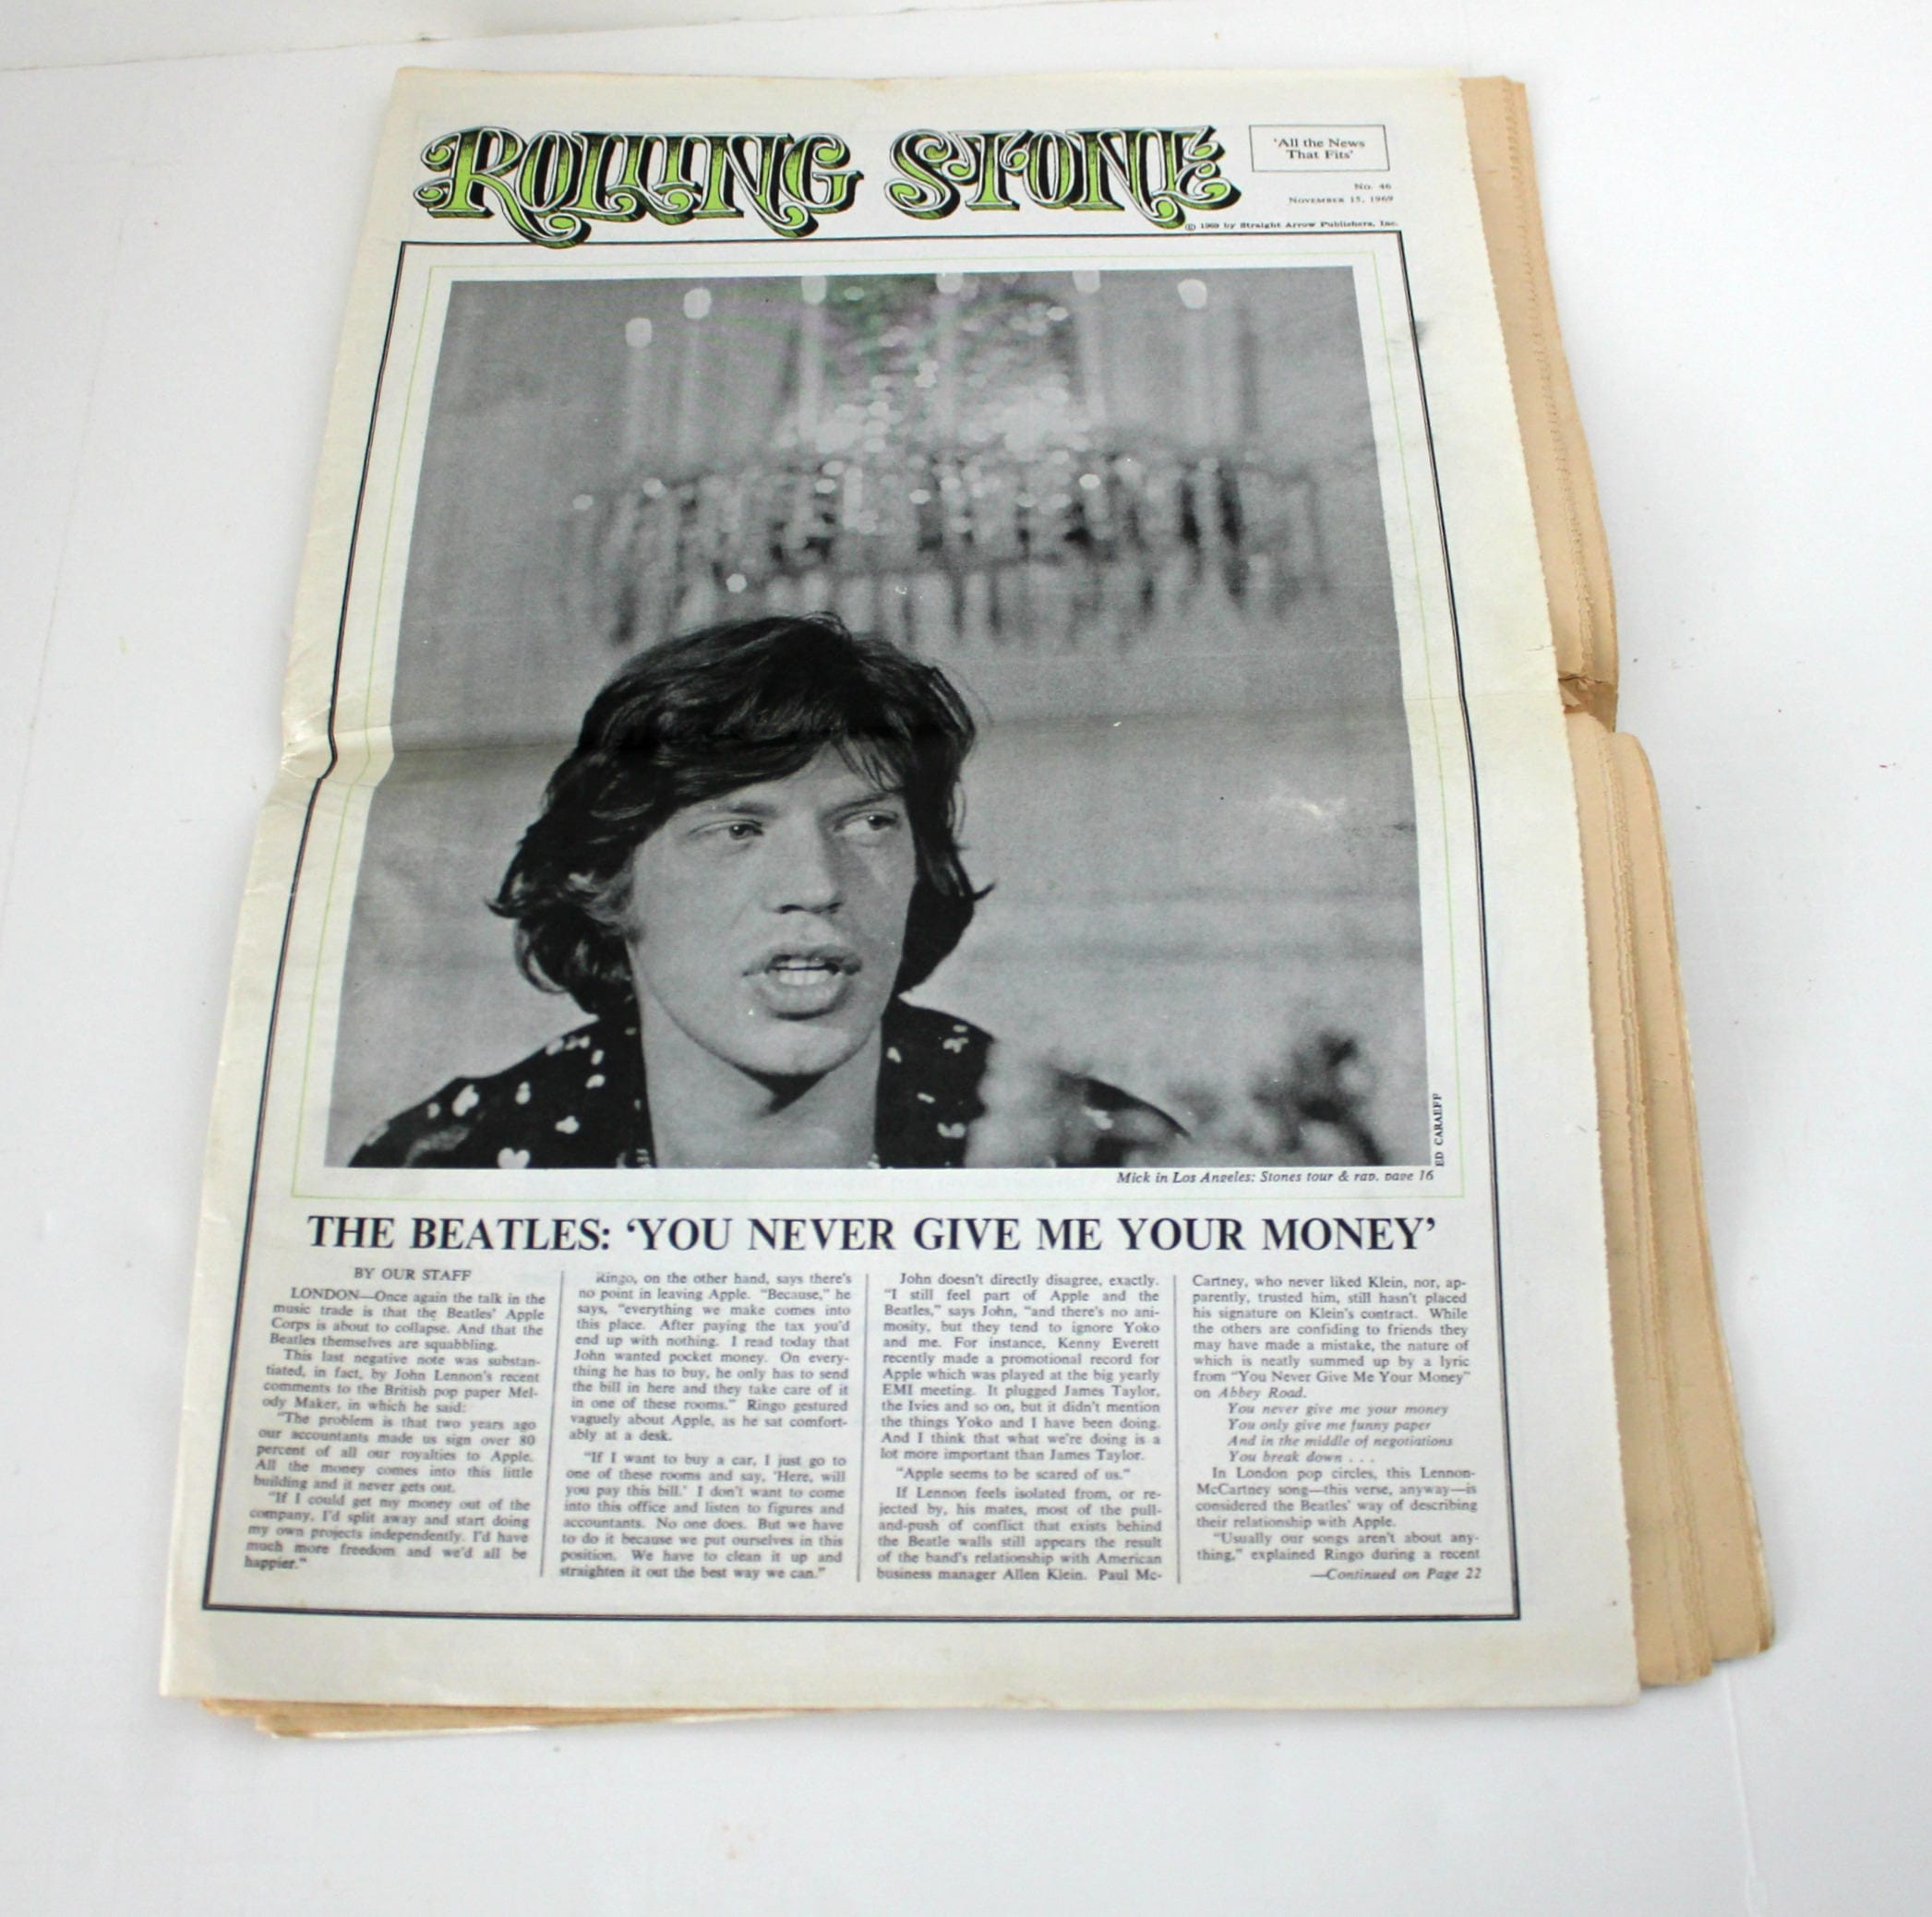 ROLLING STONE
'All the News
That Fits'
No. 46
NOVEMBER 15, 1969
© 1969 by Straight Arrow Publishers, Inc.
ED CARAEFF
Mick in Los Angeles: Stones tour & rap, page 16
THE BEATLES: 'YOU NEVER GIVE ME YOUR MONEY'
BY OUR STAFF
LONDON—Once again the talk in the
music trade is that the Beatles' Apple
Corps is about to collapse. And that the
Beatles themselves are squabbling.
This last negative note was substan-
tiated, in fact, by John Lennon's recent
comments to the British pop paper Mel-
ody Maker, in which he said:
"The problem is that two years ago
our accountants made us sign over 80
percent of all our royalties to Apple.
All the money comes into this little
building and it never gets out.
"If I could get my money out of the
company, I'd split away and start doing
my own projects independently. I'd have
much more freedom and we'd all be
happier."
Ringo, on the other hand, says there's
no point in leaving Apple. "Because," he
says, "everything we make comes into
this place. After paying the tax you'd
end up with nothing. I read today that
John wanted pocket money. On every-
thing he has to buy, he only has to send
the bill in here and they take care of it
in one of these rooms." Ringo gestured
vaguely about Apple, as he sat comfort-
ably at a desk.
"If I want to buy a car, I just go to
one of these rooms and say, 'Here, will
you pay this bill.' I don't want to come
into this office and listen to figures and
accountants. No one does. But we have
to do it because we put ourselves in this
position. We have to clean it up and
straighten it out the best way we can."
John doesn't directly disagree, exactly.
"I still feel part of Apple and the
Beatles," says John, "and there's no ani-
mosity, but they tend to ignore Yoko
and me. For instance, Kenny Everett
recently made a promotional record for
Apple which was played at the big yearly
EMI meeting. It plugged James Taylor,
the Ivies and so on, but it didn't mention
the things Yoko and I have been doing.
And I think that what we're doing is a
lot more important than James Taylor.
"Apple seems to be scared of us."
If Lennon feels isolated from, or re-
jected by, his mates, most of the pull-
and-push of conflict that exists behind
the Beatle walls still appears the result
of the band's relationship with American
business manager Allen Klein. Paul Mc-
Cartney, who never liked Klein, nor, ap-
parently, trusted him, still hasn't placed
his signature on Klein's contract. While
the others are confiding to friends they
may have made a mistake, the nature of
which is neatly summed up by a lyric
from "You Never Give Me Your Money"
on Abbey Road.
You never give me your money
You only give me funny paper
And in the middle of negotiations
You break down . . .
In London pop circles, this Lennon-
McCartney song—this verse, anyway—is
considered the Beatles' way of describing
their relationship with Apple.
"Usually our songs aren't about any-
thing," explained Ringo during a recent
—Continued on Page 22